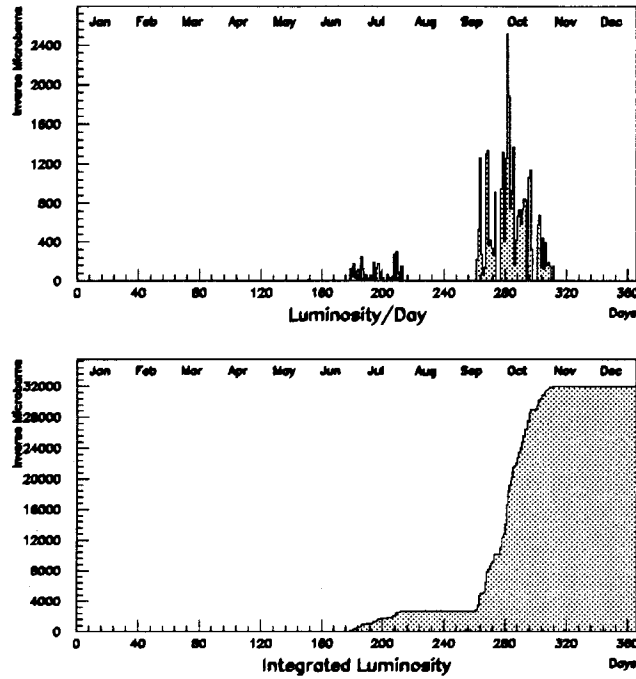 Inverse Microbarns
Jan Feb Mar Apr May Jun Jul Aug Sep Oct Nov Dec
2400
2000
1600
1200
800
400
0
0 40 80 120 160 200 240 280 320 360
Luminosity/Day
Days
Inverse Microbarns
Jan Feb Mar Apr May Jun Jul Aug Sep Oct Nov Dec
32000
28000
24000
20000
16000
12000
8000
4000
0
0 40 80 120 160 200 240 280 320 360
Integrated Luminosity
Days